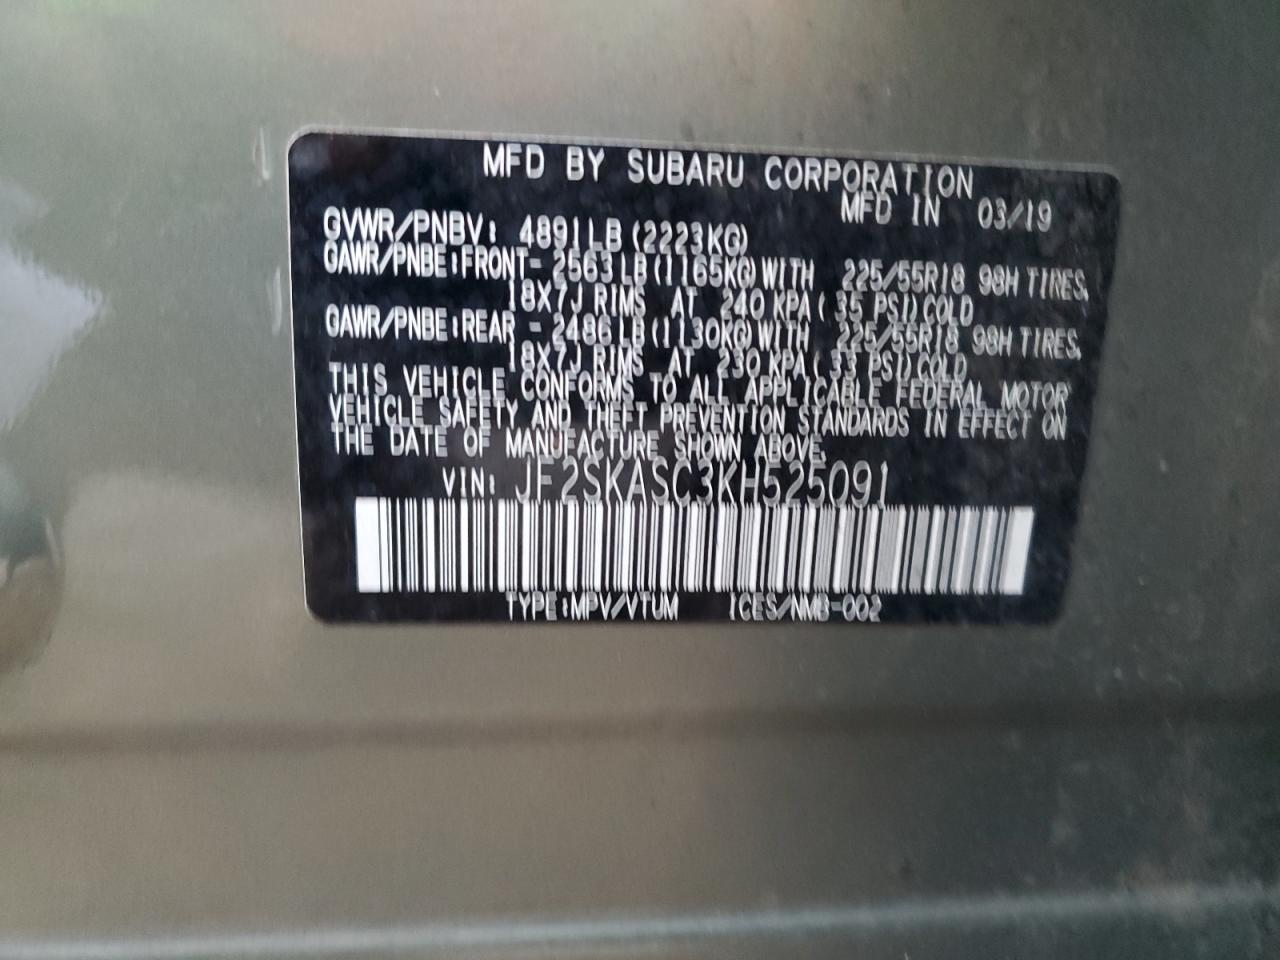 MFD BY SUBARU CORPORATION
MFD IN 03/19
GVWR/PNBV: 4891LB(2223KG)
GAWR/PNBE:FRONT- 2563LB(1165KG)WITH 225/55R18 98H TIRES,
18X7J RIMS AT 240 KPA(35 PSI)COLD
GAWR/PNBE:REAR - 2486LB(1130KG)WITH 225/55R18 98H TIRES,
18X7J RIMS AT 230 KPA(33 PSI)COLD
THIS VEHICLE CONFORMS TO ALL APPLICABLE FEDERAL MOTOR
VEHICLE SAFETY AND THEFT PREVENTION STANDARDS IN EFFECT ON
THE DATE OF MANUFACTURE SHOWN ABOVE.
VIN: JF2SKASC3KH525091
TYPE:MPV/VTUM ICES/NMB-002